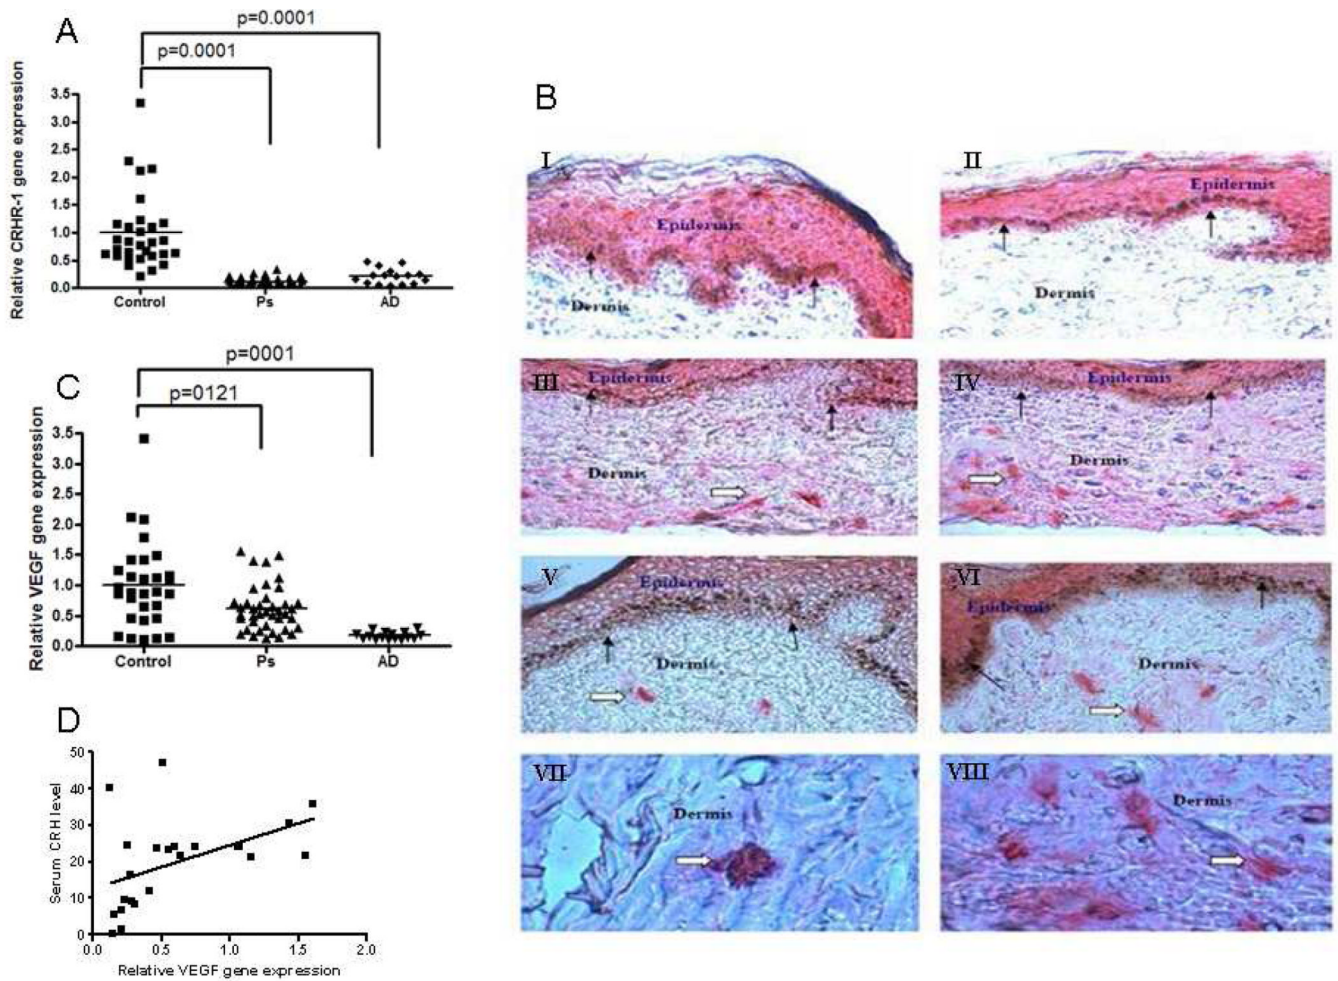 A
p=0.0001
p=0.0001
Relative CRHR-1 gene expression
3.5
3.0
2.5
2.0
1.5
1.0
0.5
0.0
Control Ps AD
B
I
Epidermis
Dermis
II
Epidermis
Dermis
III
Epidermis
Dermis
IV
Epidermis
Dermis
V
Epidermis
Dermis
VI
Epidermis
Dermis
VII
Dermis
VIII
Dermis
C
p=0001
p=0121
Relative VEGF gene expression
3.5
3.0
2.5
2.0
1.5
1.0
0.5
0.0
Control Ps AD
D
Serum CRH level
50
40
30
20
10
0
0.0 0.5 1.0 1.5 2.0
Relative VEGF gene expression